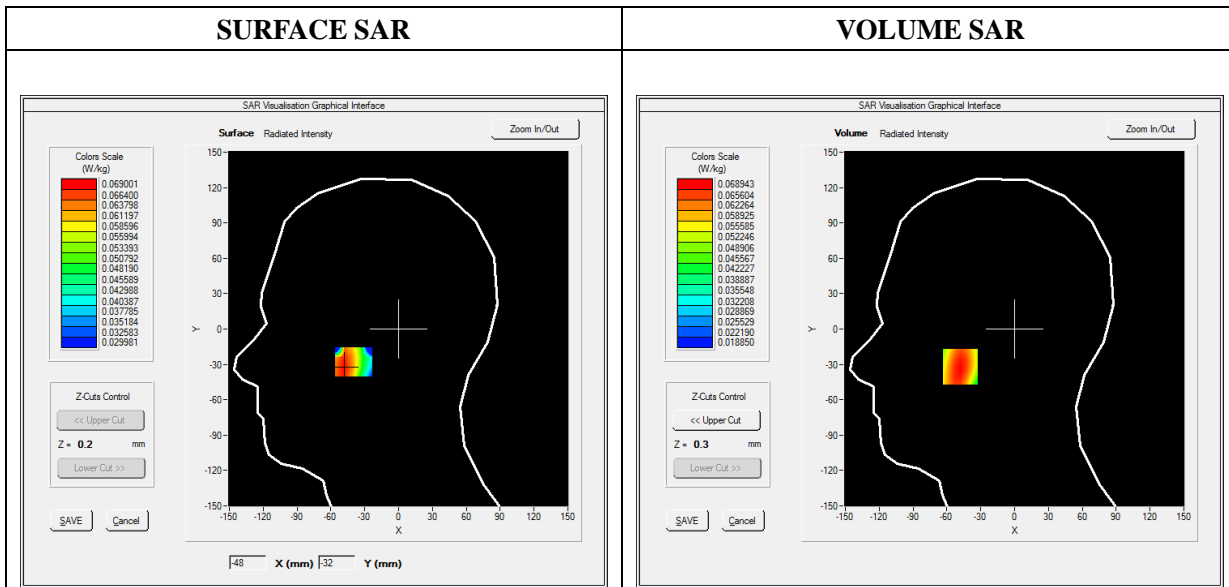 SURFACE SAR
VOLUME SAR
SAR Visualisation Graphical Interface
Surface Radiated Intensity
Zoom In/Out
Colors Scale
(W/kg)
0.069001
0.066400
0.063798
0.061197
0.058596
0.055994
0.053393
0.050792
0.048190
0.045589
0.042988
0.040387
0.037785
0.035184
0.032583
0.029981
Z-Cuts Control
<< Upper Cut
Z = 0.2 mm
Lower Cut >>
SAVE Cancel
150
120
90
60
30
0
-30
-60
-90
-120
-150
Y
-150 -120 -90 -60 -30 0 30 60 90 120 150
X
-48 X (mm) -32 Y (mm)
SAR Visualisation Graphical Interface
Volume Radiated Intensity
Zoom In/Out
Colors Scale
(W/kg)
0.068943
0.065604
0.062264
0.058925
0.055585
0.052246
0.048906
0.045567
0.042227
0.038887
0.035548
0.032208
0.028869
0.025529
0.022190
0.018850
Z-Cuts Control
<< Upper Cut
Z = 0.3 mm
Lower Cut >>
SAVE Cancel
150
120
90
60
30
0
-30
-60
-90
-120
-150
Y
-150 -120 -90 -60 -30 0 30 60 90 120 150
X